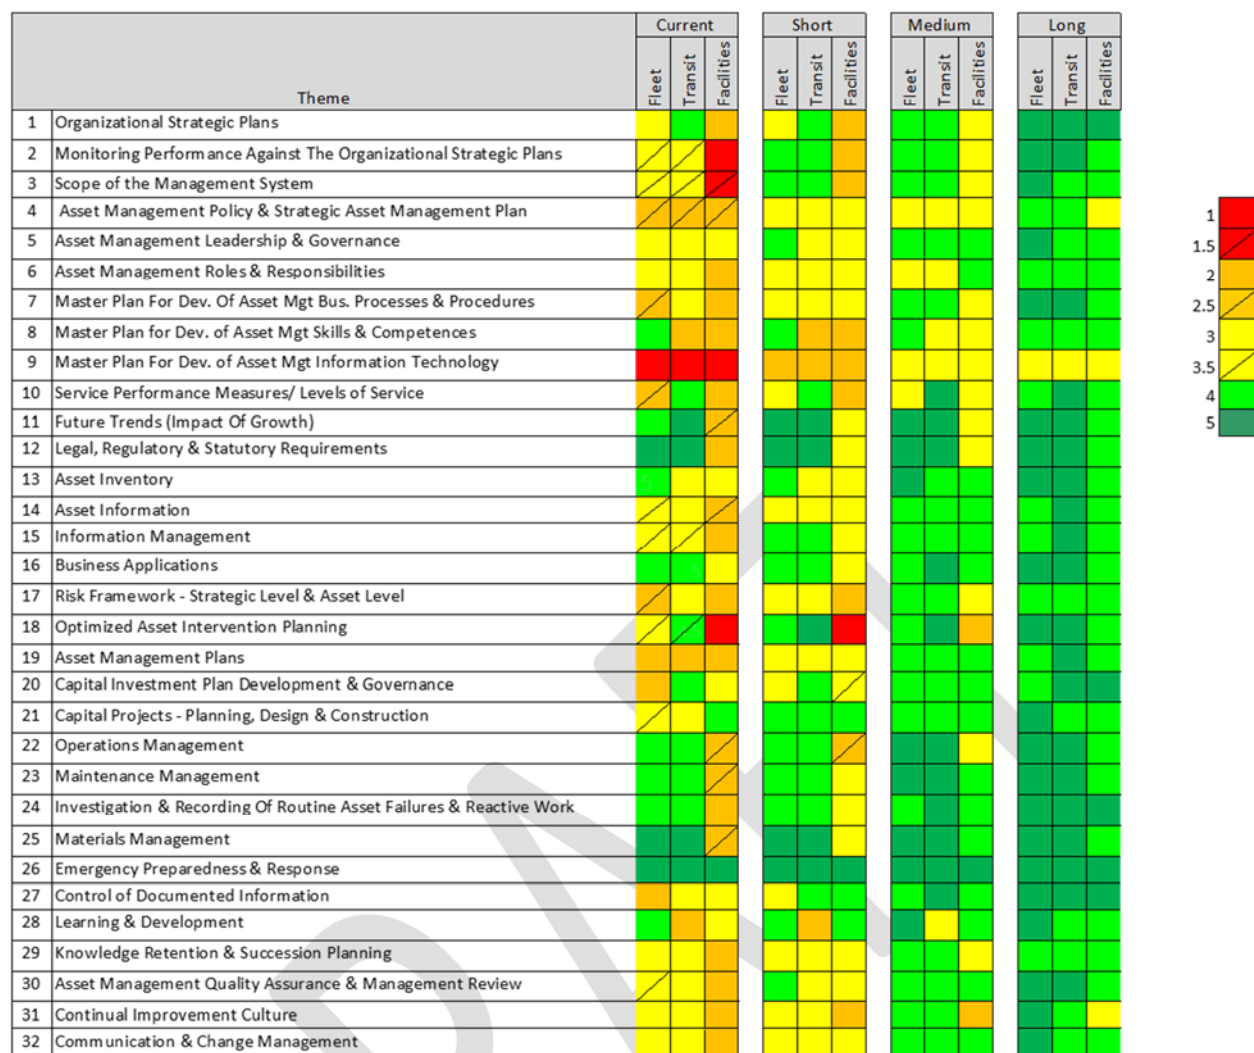 Current Short Medium Long
Theme Fleet Transit Facilities Fleet Transit Facilities Fleet Transit Facilities Fleet Transit Facilities
1 Organizational Strategic Plans
2 Monitoring Performance Against The Organizational Strategic Plans
3 Scope of the Management System
4 Asset Management Policy & Strategic Asset Management Plan
5 Asset Management Leadership & Governance
6 Asset Management Roles & Responsibilities
7 Master Plan For Dev. Of Asset Mgt Bus. Processes & Procedures
8 Master Plan for Dev. of Asset Mgt Skills & Competences
9 Master Plan For Dev. of Asset Mgt Information Technology
10 Service Performance Measures/ Levels of Service
11 Future Trends (Impact Of Growth)
12 Legal, Regulatory & Statutory Requirements
13 Asset Inventory 5
14 Asset Information
15 Information Management
16 Business Applications 5
17 Risk Framework - Strategic Level & Asset Level
18 Optimized Asset Intervention Planning
19 Asset Management Plans
20 Capital Investment Plan Development & Governance
21 Capital Projects - Planning, Design & Construction
22 Operations Management
23 Maintenance Management
24 Investigation & Recording Of Routine Asset Failures & Reactive Work
25 Materials Management
26 Emergency Preparedness & Response
27 Control of Documented Information
28 Learning & Development
29 Knowledge Retention & Succession Planning
30 Asset Management Quality Assurance & Management Review
31 Continual Improvement Culture
32 Communication & Change Management
1
1.5
2
2.5
3
3.5
4
5